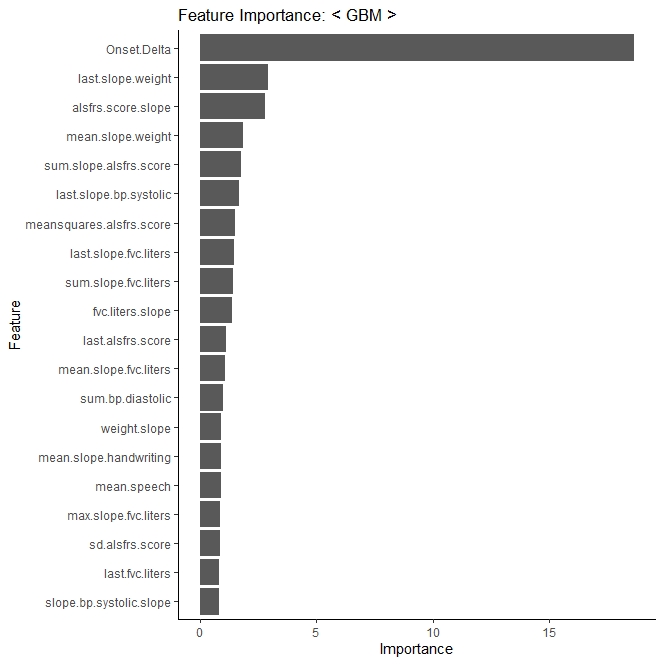 Feature Importance: < GBM >
Onset.Delta
last.slope.weight
alsfrs.score.slope
mean.slope.weight
sum.slope.alsfrs.score
last.slope.bp.systolic
meansquares.alsfrs.score
last.slope.fvc.liters
sum.slope.fvc.liters
fvc.liters.slope
last.alsfrs.score
mean.slope.fvc.liters
sum.bp.diastolic
weight.slope
mean.slope.handwriting
mean.speech
max.slope.fvc.liters
sd.alsfrs.score
last.fvc.liters
slope.bp.systolic.slope
Feature
0 5 10 15
Importance